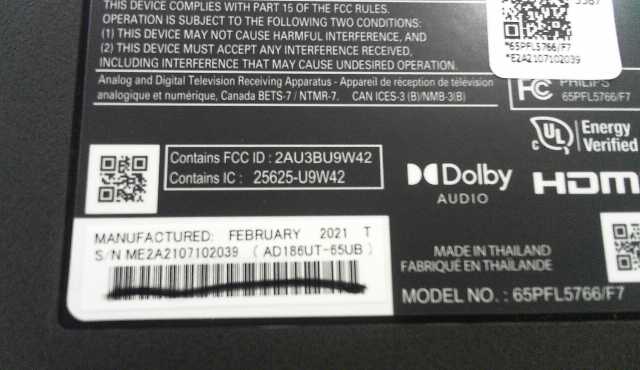 THIS DEVICE COMPLIES WITH PART 15 OF THE FCC RULES.
OPERATION IS SUBJECT TO THE FOLLOWING TWO CONDITIONS:
(1) THIS DEVICE MAY NOT CAUSE HARMFUL INTERFERENCE, AND
(2) THIS DEVICE MUST ACCEPT ANY INTERFERENCE RECEIVED,
INCLUDING INTERFERENCE THAT MAY CAUSE UNDESIRED OPERATION.
Analog and Digital Television Receiving Apparatus - Appareil de réception de télévision
analogique et numérique, Canada BETS-7 / NTMR-7. CAN ICES-3 (B)/NMB-3(B)
*65PFL5766/F7
*E2A2107102039
FC PHILIPS
65PFL5766/F7
Contains FCC ID : 2AU3BU9W42
Contains IC : 25625-U9W42
c UL Energy
Verified
Dolby
AUDIO
HDM
MANUFACTURED: FEBRUARY 2021 T
S/N ME2A2107102039 ( AD186UT-65UB )
MADE IN THAILAND
FABRIQUÉ EN THAÏLANDE
MODEL NO. : 65PFL5766/F7